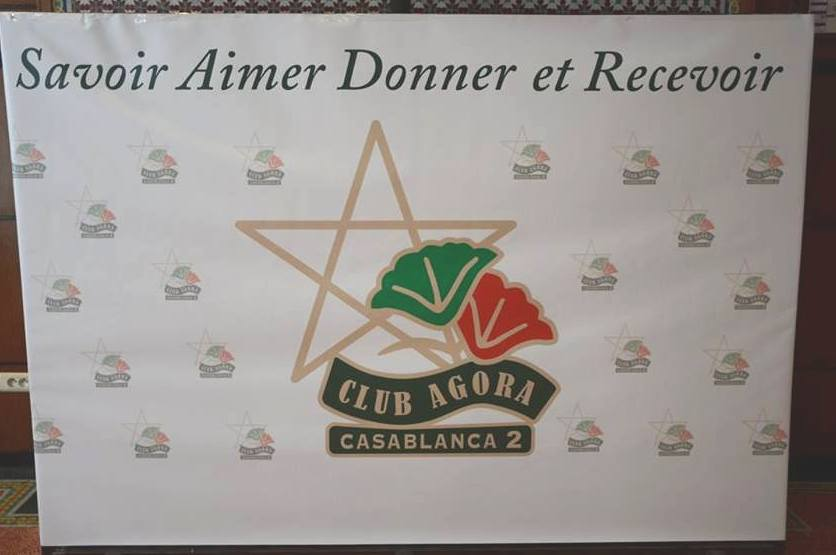 Savoir Aimer Donner et Recevoir
CLUB AGORA
CASABLANCA 2